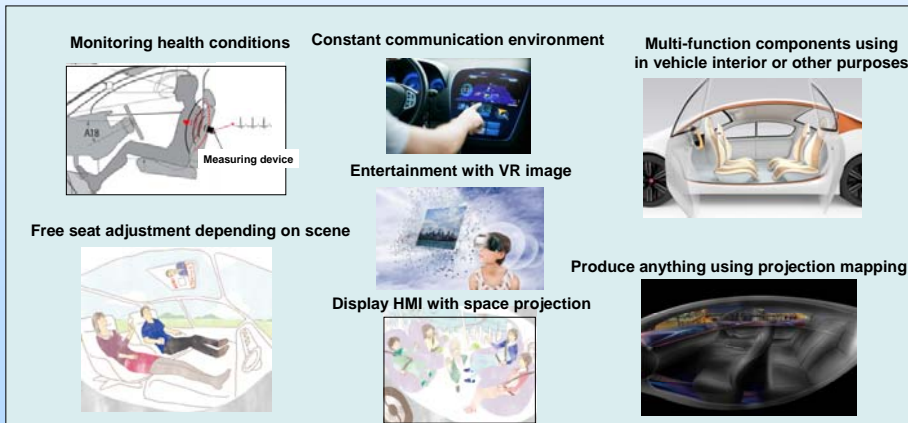 Monitoring health conditions
Measuring device
Constant communication environment
Multi-function components using
in vehicle interior or other purposes
Entertainment with VR image
Free seat adjustment depending on scene
Display HMI with space projection
Produce anything using projection mapping